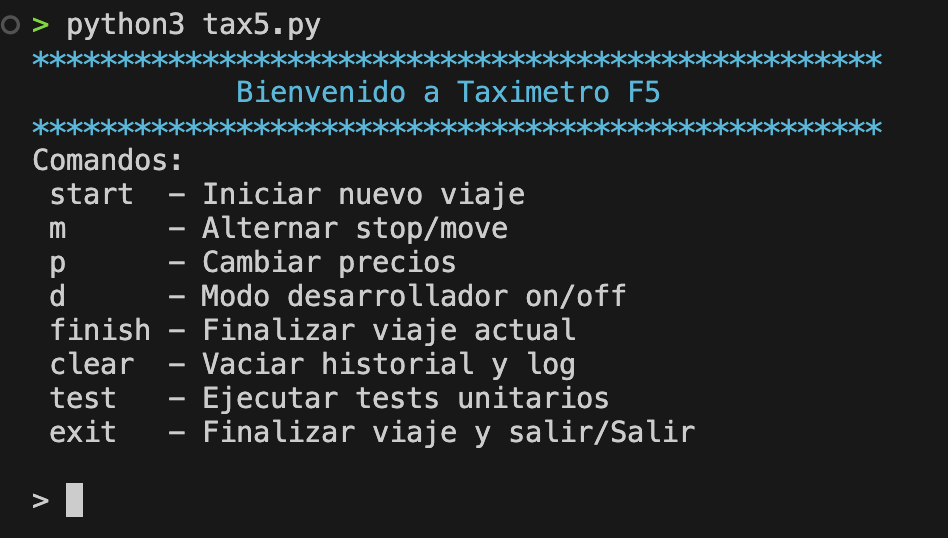 > python3 tax5.py
**************************************************
Bienvenido a Taximetro F5
**************************************************
Comandos:
start  – Iniciar nuevo viaje
m      – Alternar stop/move
p      – Cambiar precios
d      – Modo desarrollador on/off
finish – Finalizar viaje actual
clear  – Vaciar historial y log
test   – Ejecutar tests unitarios
exit   – Finalizar viaje y salir/Salir
>